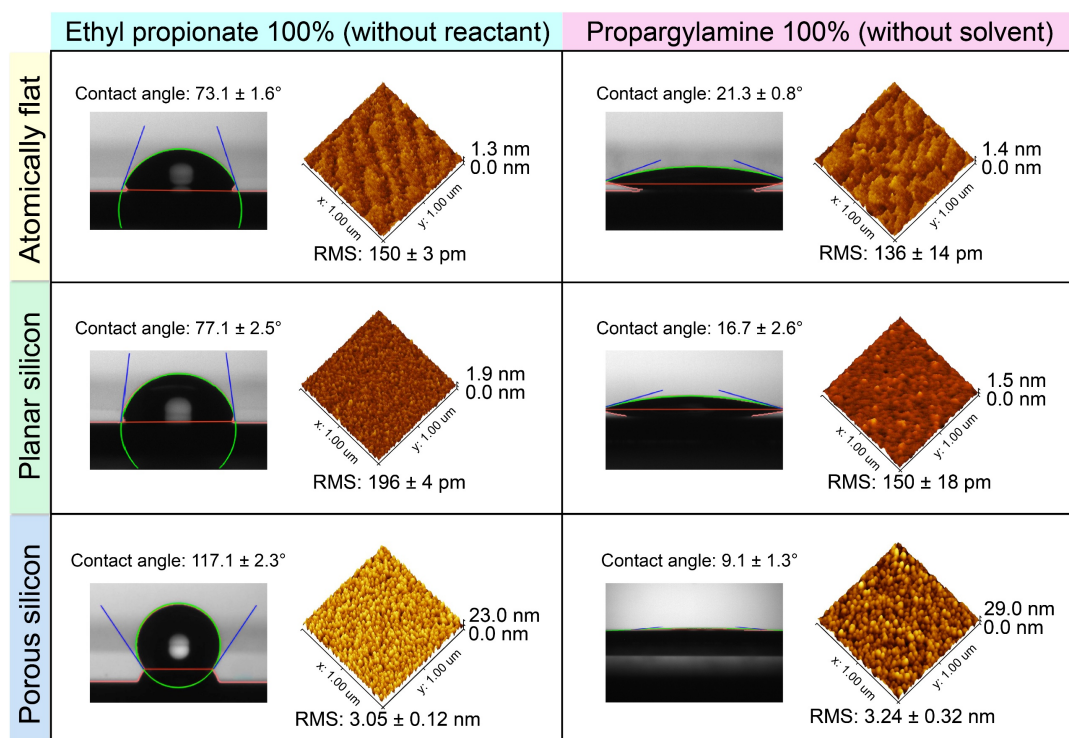 Ethyl propionate 100% (without reactant)
Propargylamine 100% (without solvent)
Atomically flat
Contact angle: 73.1 ± 1.6°
1.3 nm
0.0 nm
x: 1.00 um
y: 1.00 um
RMS: 150 ± 3 pm
Contact angle: 21.3 ± 0.8°
1.4 nm
0.0 nm
x: 1.00 um
y: 1.00 um
RMS: 136 ± 14 pm
Planar silicon
Contact angle: 77.1 ± 2.5°
1.9 nm
0.0 nm
x: 1.00 um
y: 1.00 um
RMS: 196 ± 4 pm
Contact angle: 16.7 ± 2.6°
1.5 nm
0.0 nm
x: 1.00 um
y: 1.00 um
RMS: 150 ± 18 pm
Porous silicon
Contact angle: 117.1 ± 2.3°
23.0 nm
0.0 nm
x: 1.00 um
y: 1.00 um
RMS: 3.05 ± 0.12 nm
Contact angle: 9.1 ± 1.3°
29.0 nm
0.0 nm
x: 1.00 um
y: 1.00 um
RMS: 3.24 ± 0.32 nm